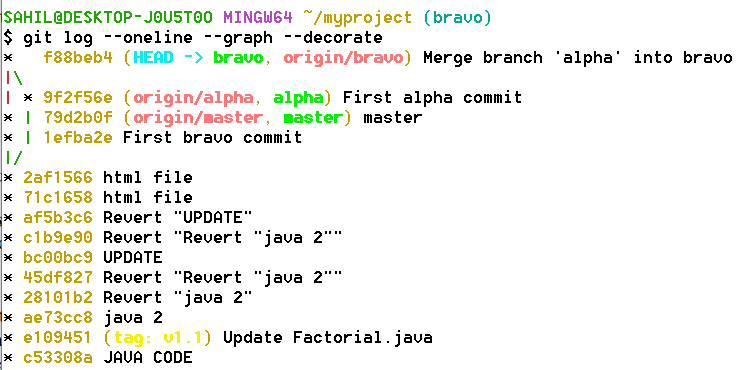 SAHIL@DESKTOP-J0U5T0O MINGW64 ~/myproject (bravo)
$ git log --oneline --graph --decorate
*   f88beb4 (HEAD -> bravo, origin/bravo) Merge branch 'alpha' into bravo
|\
| * 9f2f56e (origin/alpha, alpha) First alpha commit
* | 79d2b0f (origin/master, master) master
* | 1efba2e First bravo commit
|/
* 2af1566 html file
* 71c1658 html file
* af5b3c6 Revert "UPDATE"
* c1b9e90 Revert "Revert "java 2""
* bc00bc9 UPDATE
* 45df827 Revert "Revert "java 2""
* 28101b2 Revert "java 2"
* ae73cc8 java 2
* e109451 (tag: v1.1) Update Factorial.java
* c53308a JAVA CODE